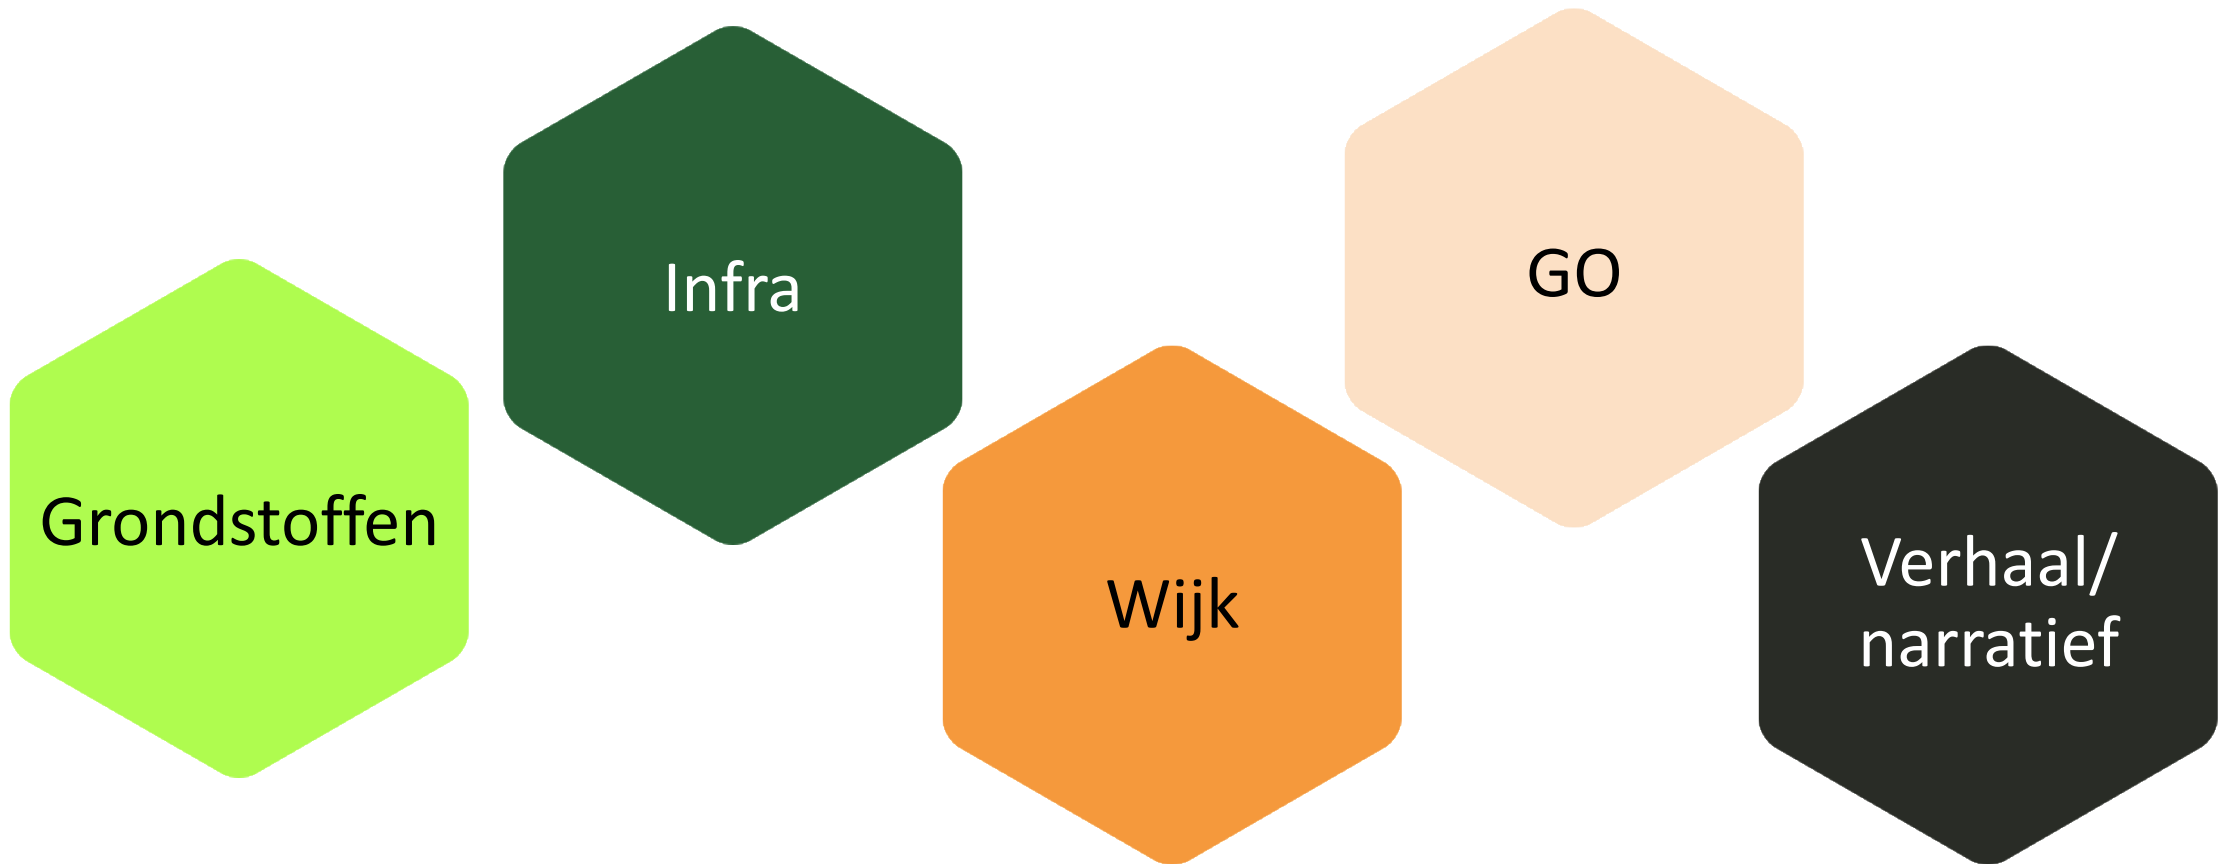 Grondstoffen
Infra
Wijk
GO
Verhaal/
narratief